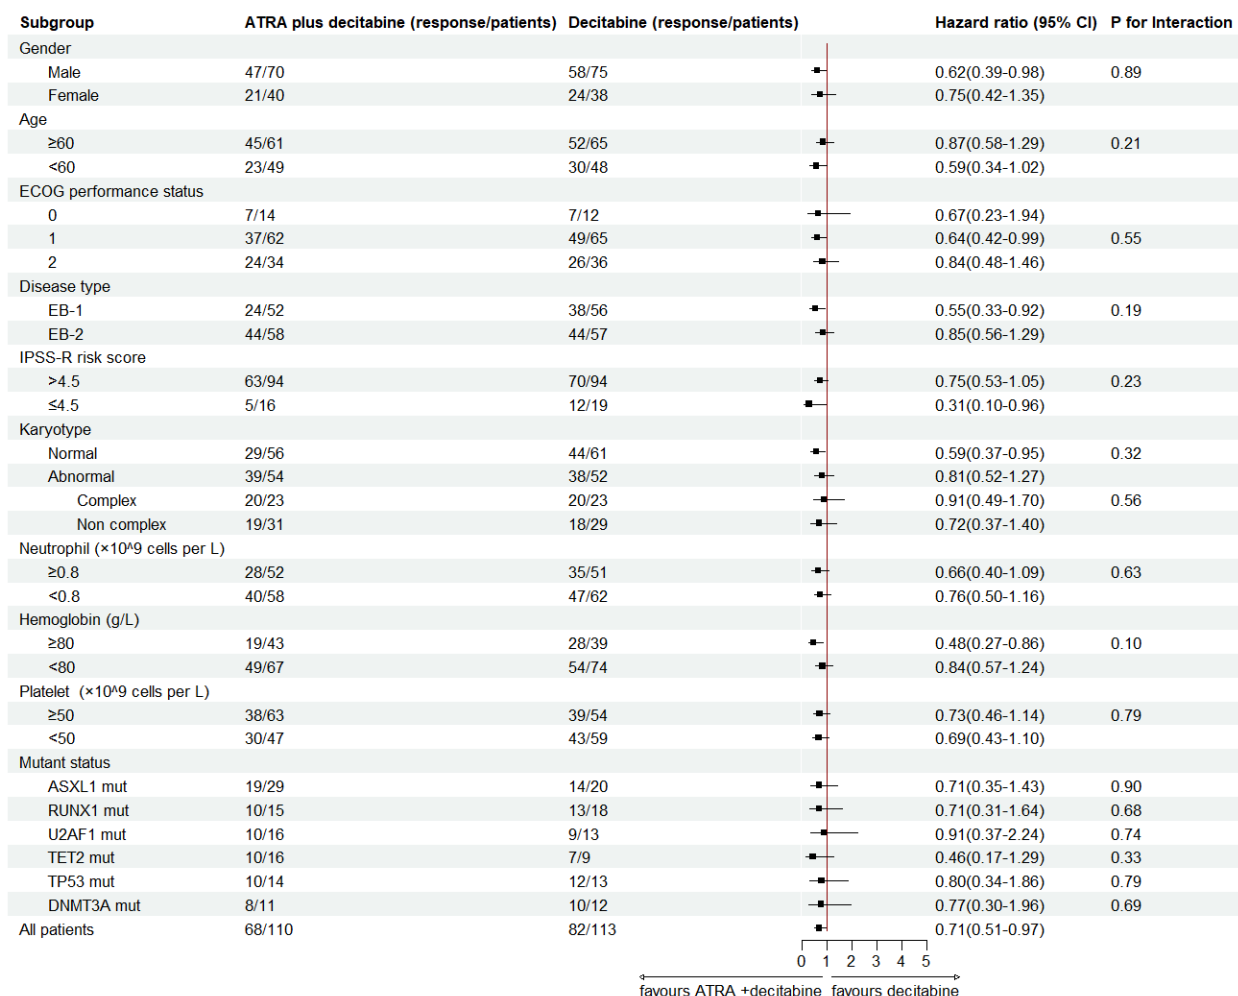 Subgroup ATRA plus decitabine (response/patients) Decitabine (response/patients) Hazard ratio (95% CI) P for Interaction
Gender
Male 47/70 58/75 0.62(0.39-0.98) 0.89
Female 21/40 24/38 0.75(0.42-1.35)
Age
≥60 45/61 52/65 0.87(0.58-1.29) 0.21
<60 23/49 30/48 0.59(0.34-1.02)
ECOG performance status
0 7/14 7/12 0.67(0.23-1.94)
1 37/62 49/65 0.64(0.42-0.99) 0.55
2 24/34 26/36 0.84(0.48-1.46)
Disease type
EB-1 24/52 38/56 0.55(0.33-0.92) 0.19
EB-2 44/58 44/57 0.85(0.56-1.29)
IPSS-R risk score
>4.5 63/94 70/94 0.75(0.53-1.05) 0.23
≤4.5 5/16 12/19 0.31(0.10-0.96)
Karyotype
Normal 29/56 44/61 0.59(0.37-0.95) 0.32
Abnormal 39/54 38/52 0.81(0.52-1.27)
Complex 20/23 20/23 0.91(0.49-1.70) 0.56
Non complex 19/31 18/29 0.72(0.37-1.40)
Neutrophil (×10^9 cells per L)
≥0.8 28/52 35/51 0.66(0.40-1.09) 0.63
<0.8 40/58 47/62 0.76(0.50-1.16)
Hemoglobin (g/L)
≥80 19/43 28/39 0.48(0.27-0.86) 0.10
<80 49/67 54/74 0.84(0.57-1.24)
Platelet (×10^9 cells per L)
≥50 38/63 39/54 0.73(0.46-1.14) 0.79
<50 30/47 43/59 0.69(0.43-1.10)
Mutant status
ASXL1 mut 19/29 14/20 0.71(0.35-1.43) 0.90
RUNX1 mut 10/15 13/18 0.71(0.31-1.64) 0.68
U2AF1 mut 10/16 9/13 0.91(0.37-2.24) 0.74
TET2 mut 10/16 7/9 0.46(0.17-1.29) 0.33
TP53 mut 10/14 12/13 0.80(0.34-1.86) 0.79
DNMT3A mut 8/11 10/12 0.77(0.30-1.96) 0.69
All patients 68/110 82/113 0.71(0.51-0.97)
0 1 2 3 4 5
favours ATRA +decitabine favours decitabine